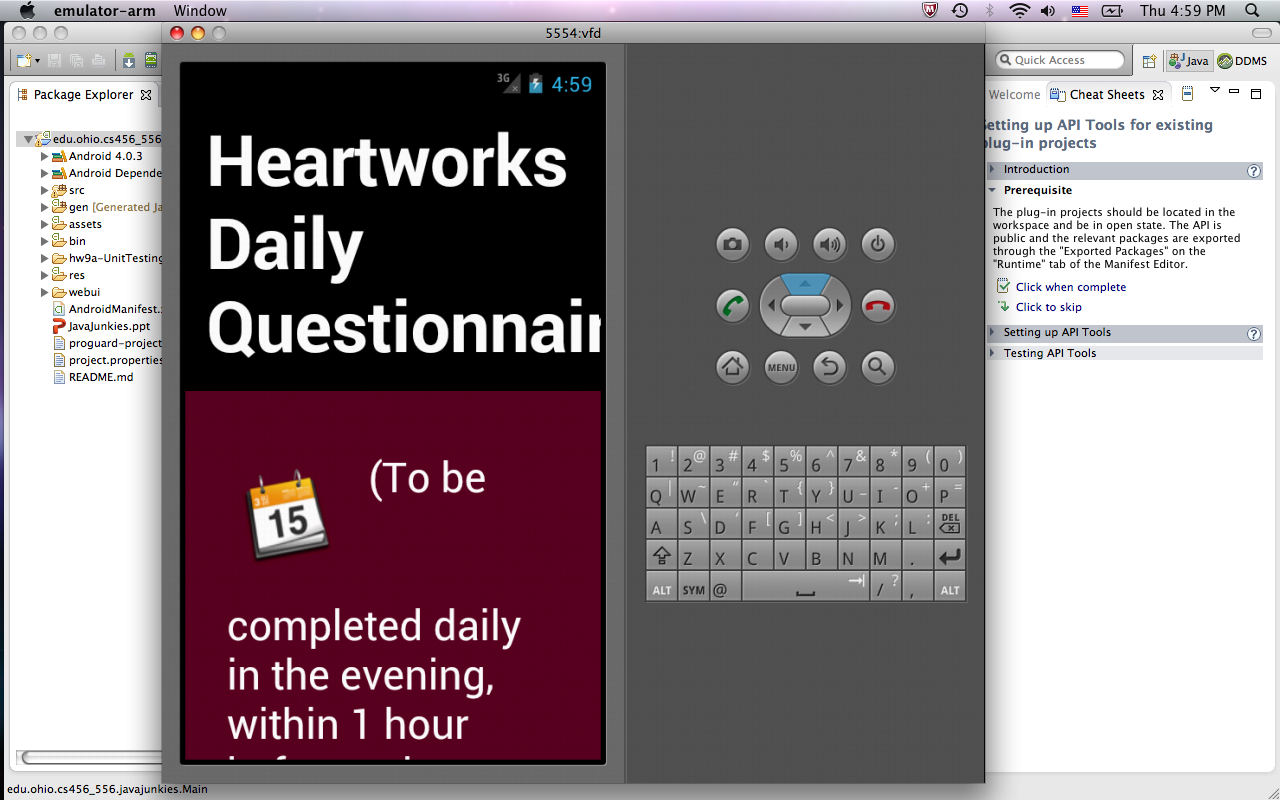 emulator-arm Window Thu 4:59 PM
5554:vfd
Quick Access Java DDMS
Package Explorer
edu.ohio.cs456_556
Android 4.0.3
Android Depende
src
gen [Generated Ja
assets
bin
hw9a-UnitTesting
res
webui
AndroidManifest.
JavaJunkies.ppt
proguard-project
project.properties
README.md
edu.ohio.cs456_556.javajunkies.Main
3G 4:59
Heartworks
Daily
Questionnair
15
(To be
completed daily
in the evening,
within 1 hour
MENU
1 ! 2 @ 3 # 4 $ 5 % 6 ^ 7 & 8 * 9 ( 0 )
Q | W ~ E " R ` T { Y } U _ I - O + P =
A S \ D ' F [ G ] H < J > K ; L : DEL
Z X C V B N M .
ALT SYM @ / ? , ALT
Welcome Cheat Sheets
Setting up API Tools for existing
plug-in projects
Introduction
Prerequisite
The plug-in projects should be located in the
workspace and be in open state. The API is
public and the relevant packages are exported
through the "Exported Packages" on the
"Runtime" tab of the Manifest Editor.
Click when complete
Click to skip
Setting up API Tools
Testing API Tools